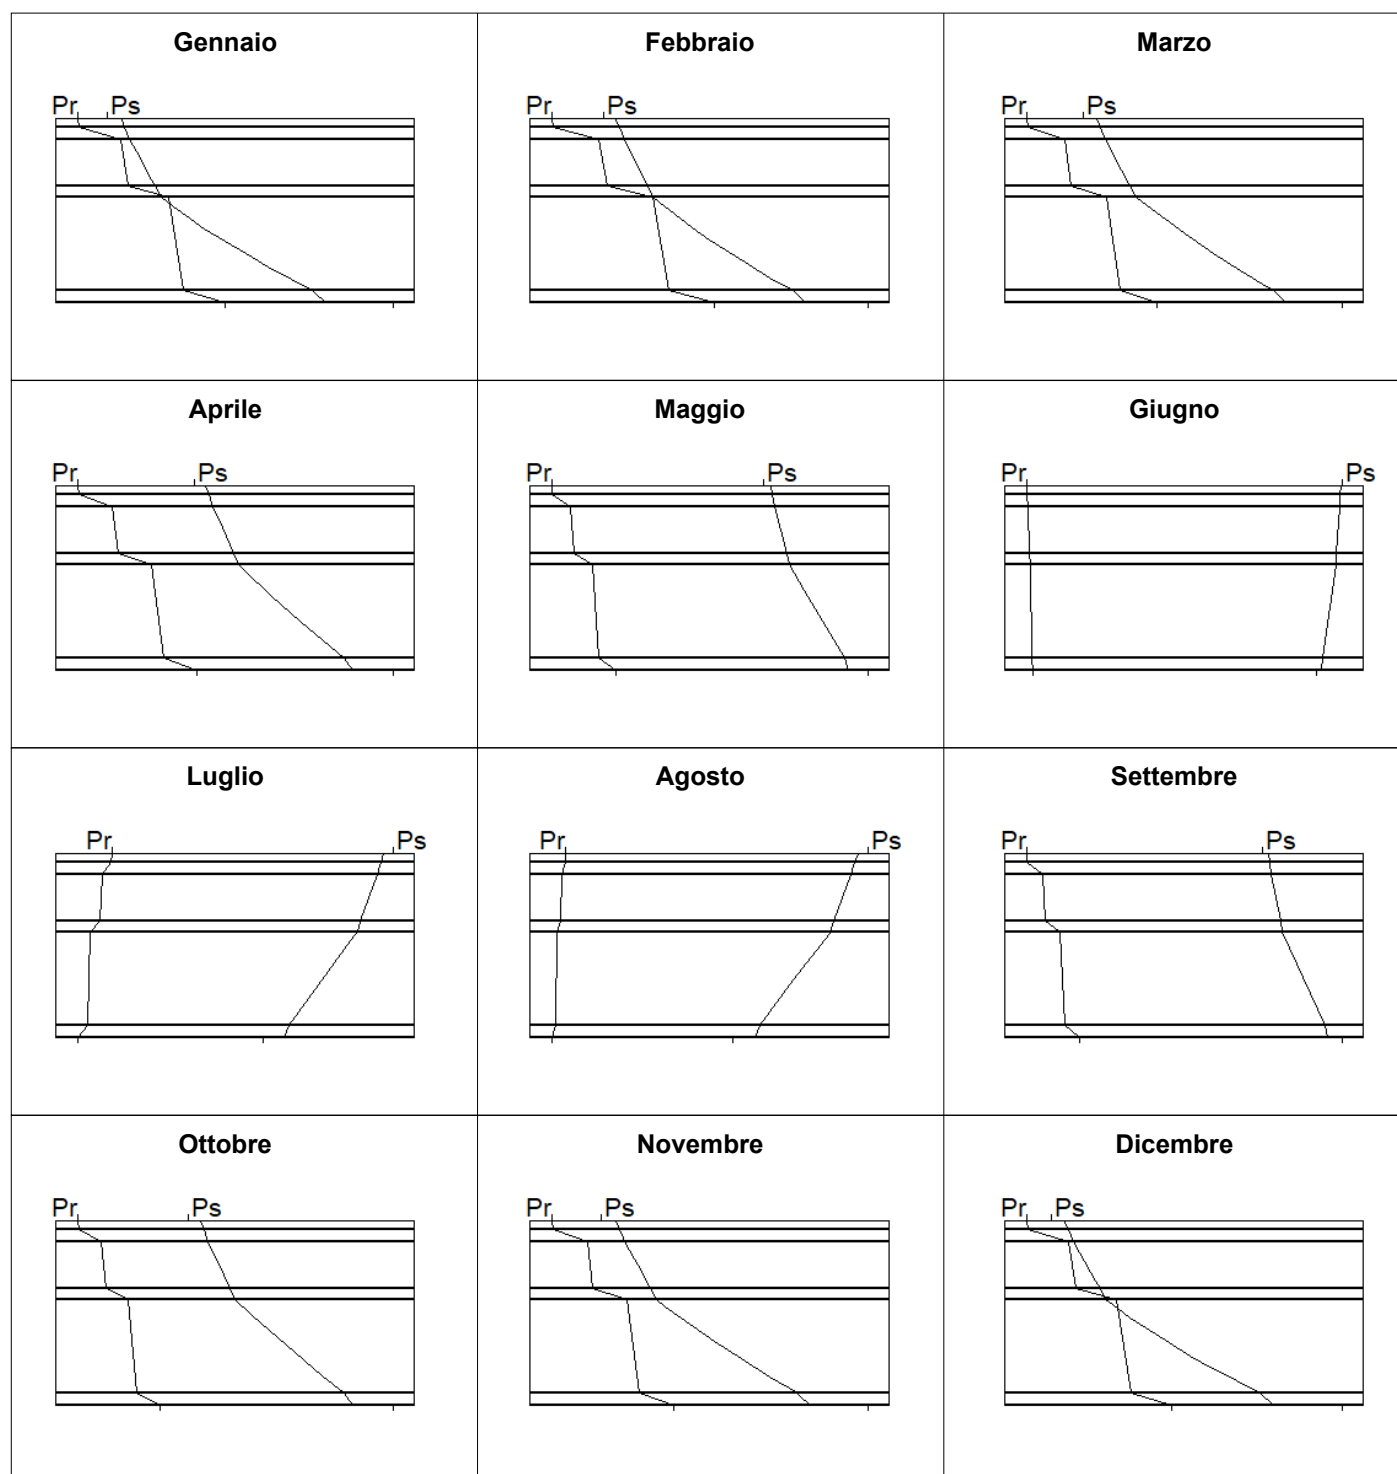 Gennaio Febbraio Marzo
Pr Ps Pr Ps Pr Ps
Aprile Maggio Giugno
Pr Ps Pr Ps Pr Ps
Luglio Agosto Settembre
Pr Ps Pr Ps Pr Ps
Ottobre Novembre Dicembre
Pr Ps Pr Ps Pr Ps